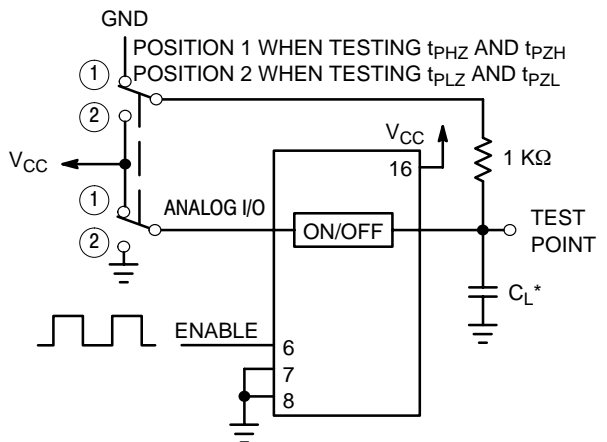 GND
POSITION 1 WHEN TESTING tPHZ AND tPZH
POSITION 2 WHEN TESTING tPLZ AND tPZL
1
2
VCC
VCC
16
1 KΩ
1
2
ANALOG I/O
ON/OFF
TEST
POINT
CL*
ENABLE
6
7
8